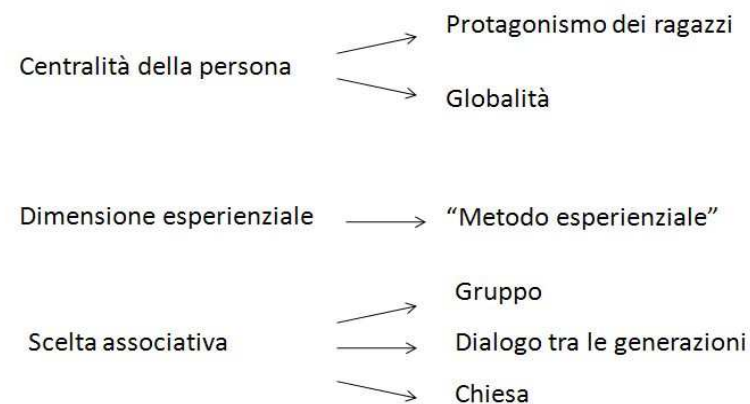 Protagonismo dei ragazzi
Centralità della persona
Globalità
Dimensione esperienziale
“Metodo esperienziale”
Gruppo
Scelta associativa
Dialogo tra le generazioni
Chiesa